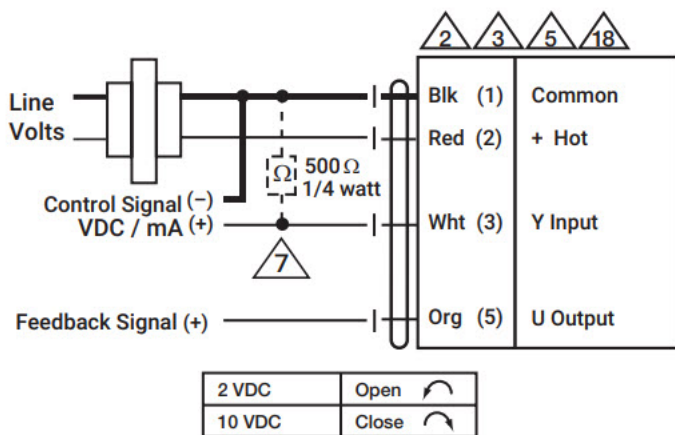 2 3 5 18
Line
Volts
Blk (1) Common
Red (2) + Hot
Ω 500 Ω
1/4 watt
Control Signal (–)
VDC / mA (+)
Wht (3) Y Input
7
Feedback Signal (+)
Org (5) U Output
2 VDC Open
10 VDC Close